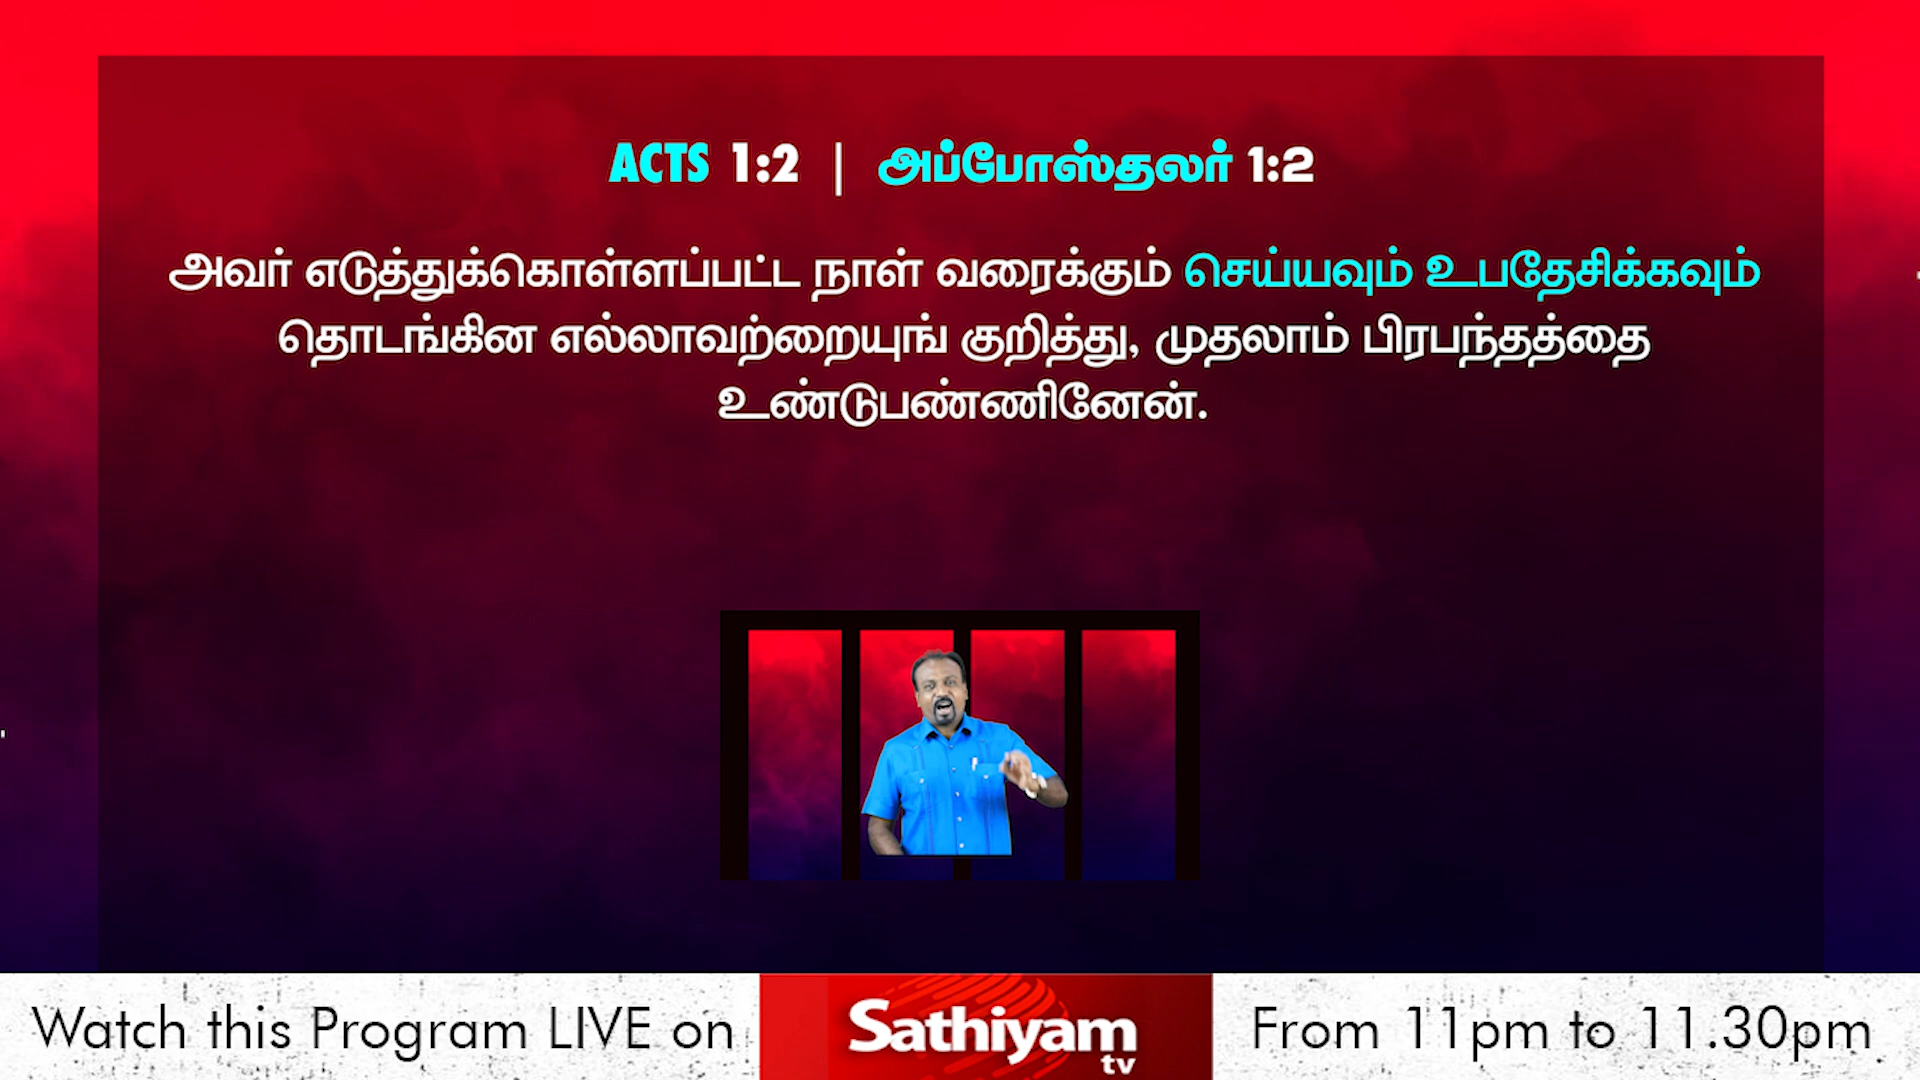 ACTS 1:2 | அப்போஸ்தலர் 1:2
அவர் எடுத்துக்கொள்ளப்பட்ட நாள் வரைக்கும் செய்யவும் உபதேசிக்கவும்
தொடங்கின எல்லாவற்றையுங் குறித்து, முதலாம் பிரபந்தத்தை
உண்டுபண்ணினேன்.
Watch this Program LIVE on Sathiyam tv From 11pm to 11.30pm